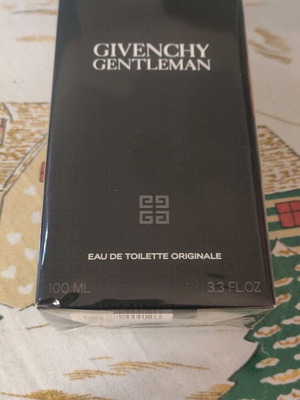 GIVENCHY
GENTLEMAN
EAU DE TOILETTE ORIGINALE
100 ML 3.3 FL.OZ